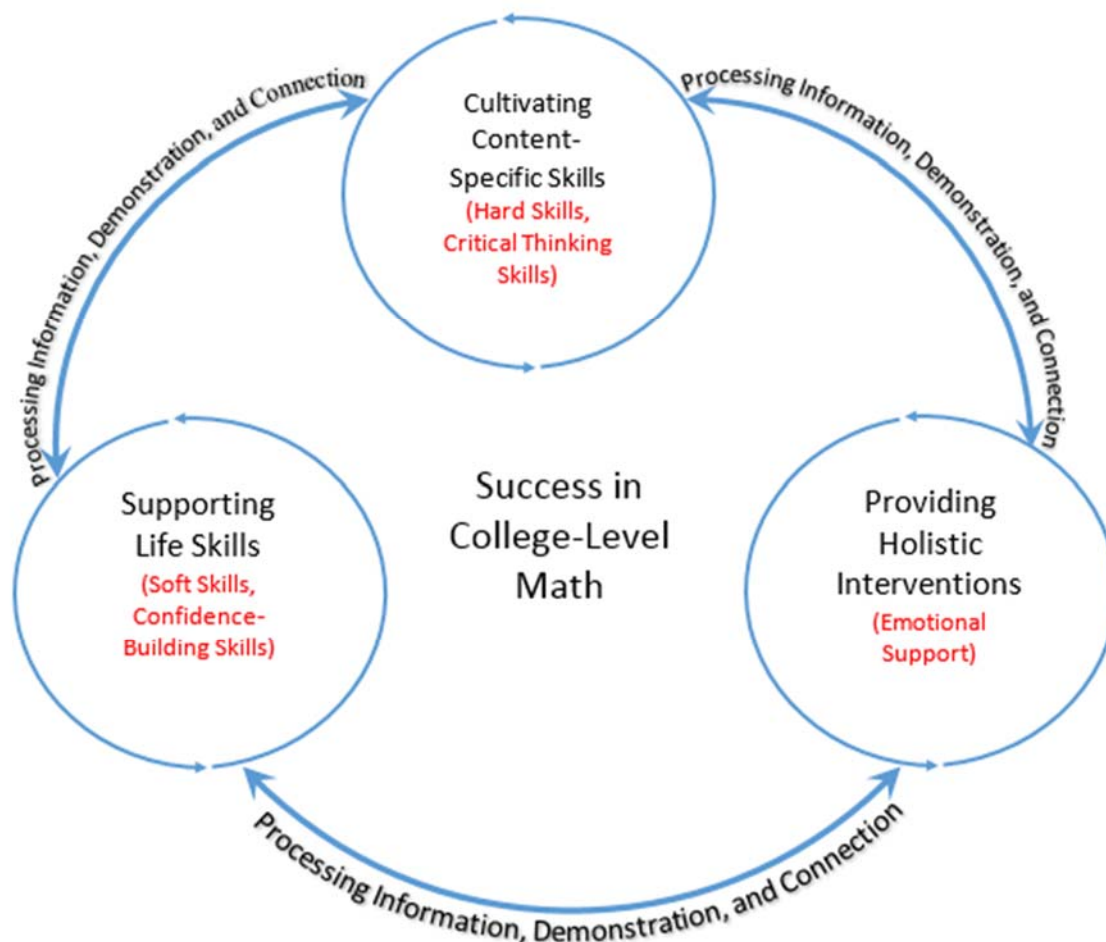 Processing Information, Demonstration, and Connection
Processing Information, Demonstration, and Connection
Cultivating
Content-
Specific Skills
(Hard Skills,
Critical Thinking
Skills)
Supporting
Life Skills
(Soft Skills,
Confidence-
Building Skills)
Success in
College-Level
Math
Providing
Holistic
Interventions
(Emotional
Support)
Processing Information, Demonstration, and Connection